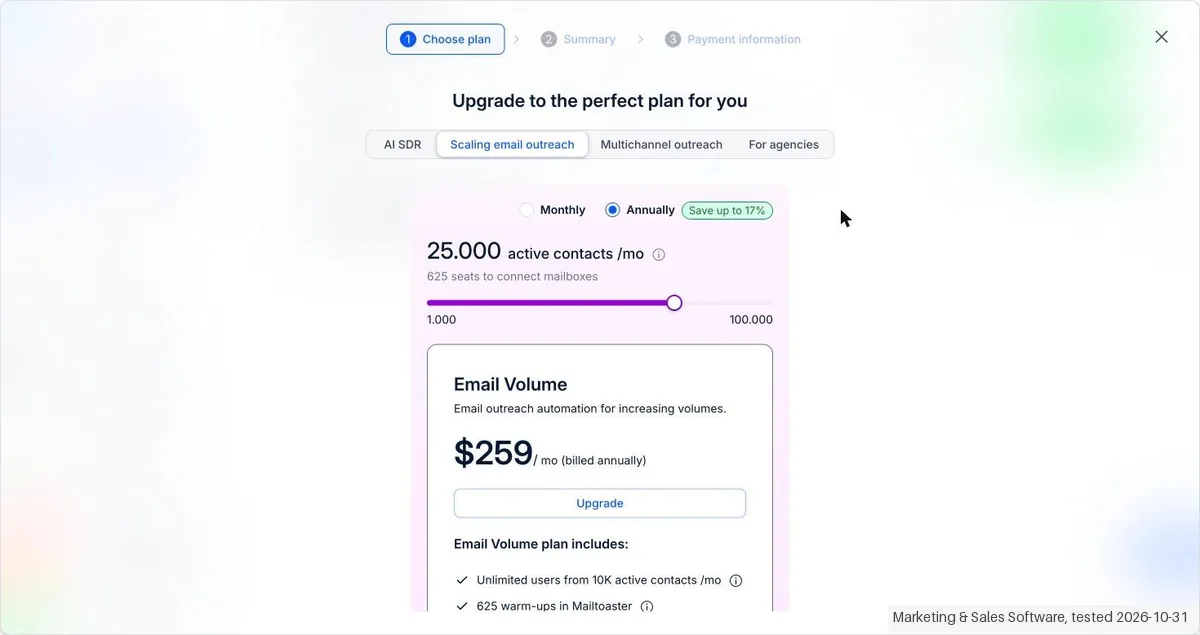 1 Choose plan > 2 Summary > 3 Payment information
Upgrade to the perfect plan for you
AI SDR Scaling email outreach Multichannel outreach For agencies
Monthly Annually Save up to 17%
25.000 active contacts /mo
625 seats to connect mailboxes
1.000 100.000
Email Volume
Email outreach automation for increasing volumes.
$259/ mo (billed annually)
Upgrade
Email Volume plan includes:
Unlimited users from 10K active contacts /mo
625 warm-ups in Mailtoaster
Marketing & Sales Software, tested 2026-10-31